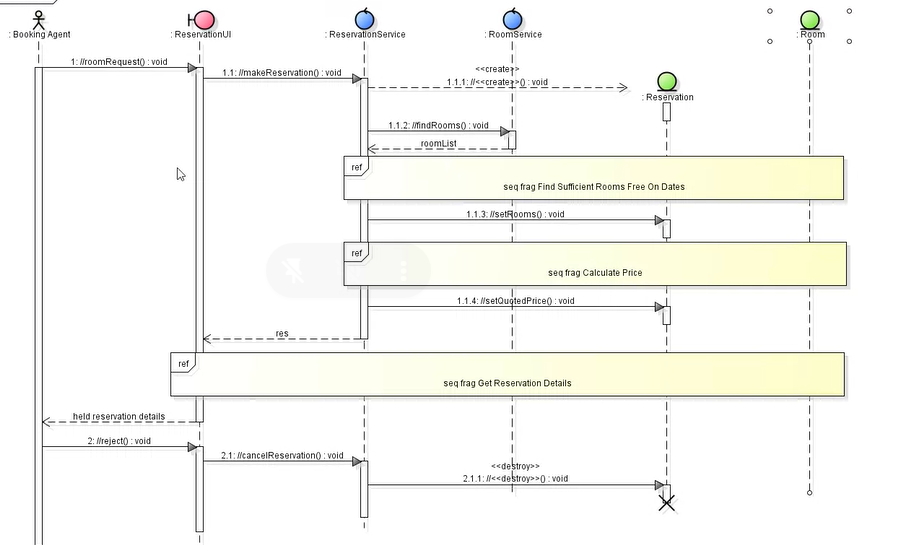 : Booking Agent
: ReservationUI
: ReservationService
: RoomService
: Room
1: //roomRequest() : void
1.1: //makeReservation() : void
<<create>>
1.1.1: //<<create>>() : void
: Reservation
1.1.2: //findRooms() : void
roomList
ref
seq frag Find Sufficient Rooms Free On Dates
1.1.3: //setRooms() : void
ref
seq frag Calculate Price
1.1.4: //setQuotedPrice() : void
res
ref
seq frag Get Reservation Details
held reservation details
2: //reject() : void
2.1: //cancelReservation() : void
<<destroy>>
2.1.1: //<<destroy>>() : void